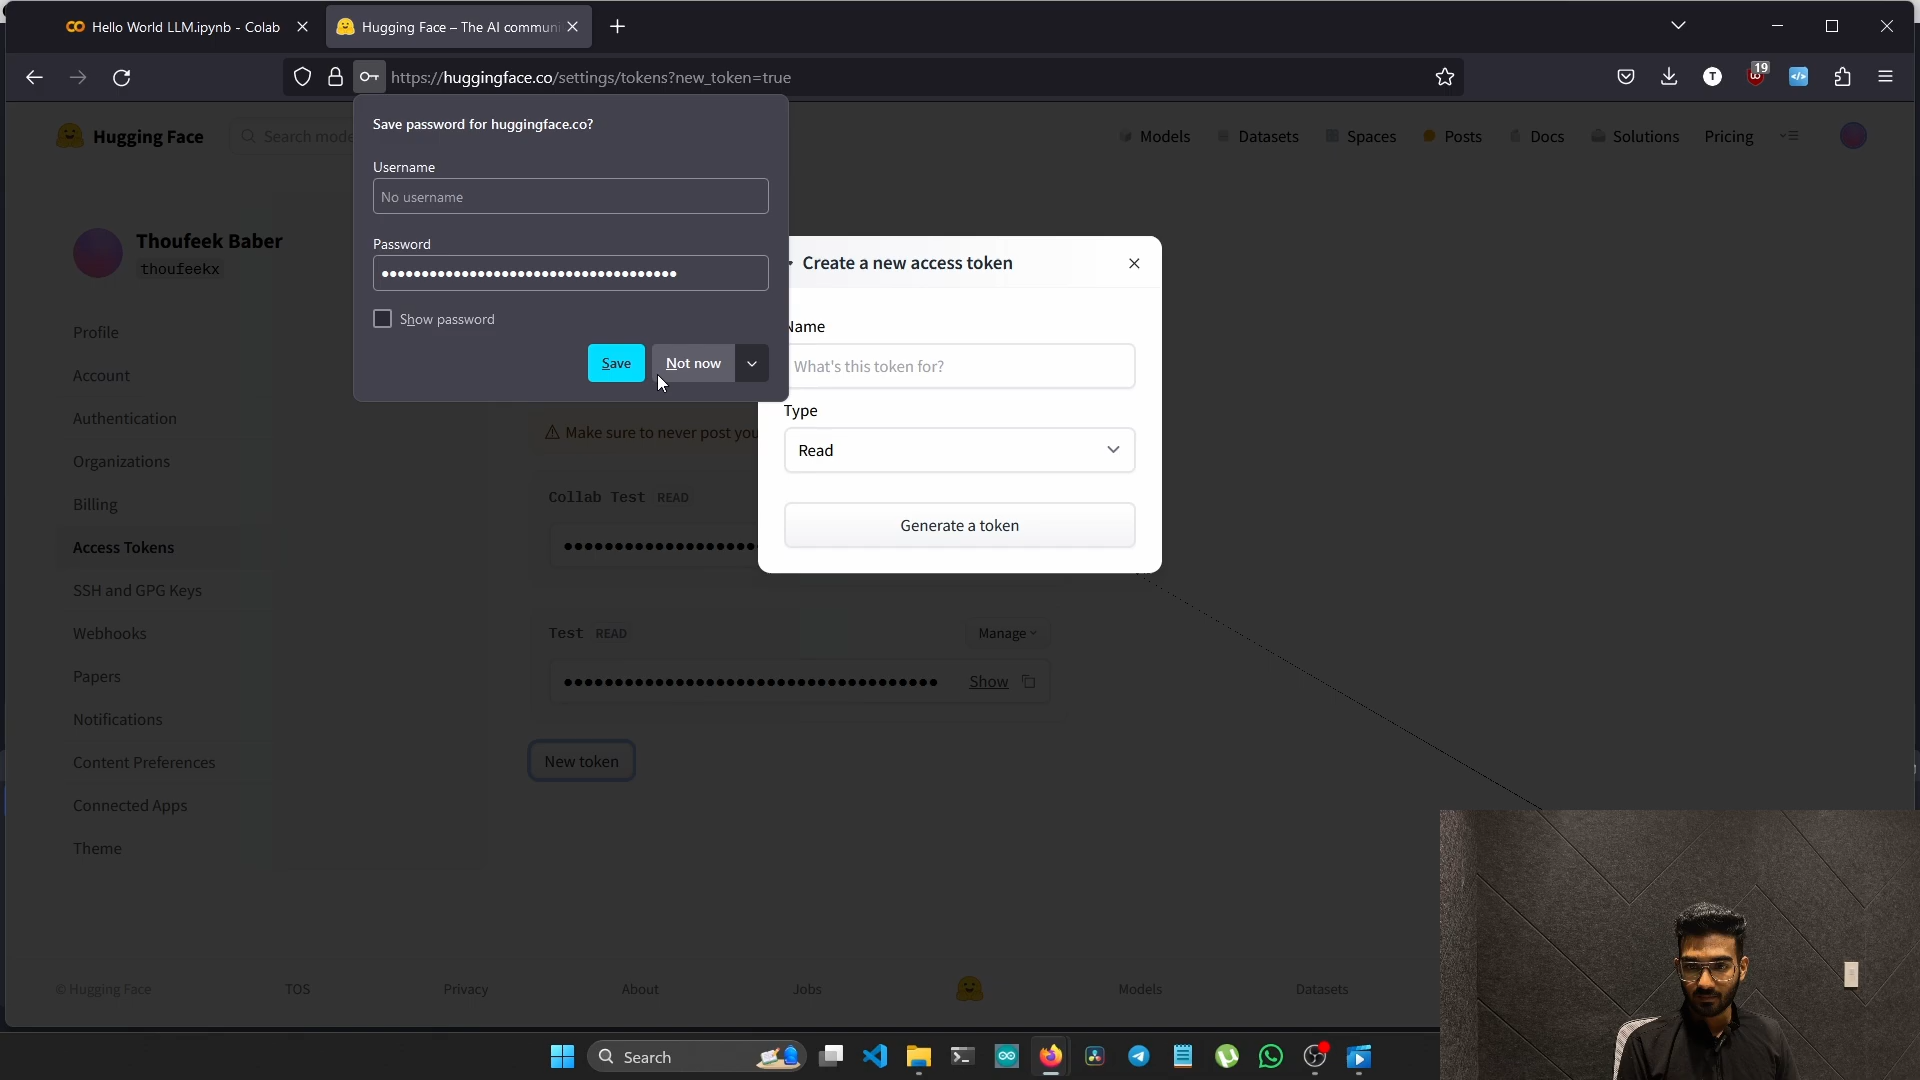 Hello World LLM.ipynb - Colab
Hugging Face – The AI commun
https://huggingface.co/settings/tokens?new_token=true
19
T
Save password for huggingface.co?
Username
No username
Password
Show password
Save
Not now
Hugging Face
Search mode
Models
Datasets
Spaces
Posts
Docs
Solutions
Pricing
Thoufeek Baber
thoufeekx
Profile
Account
Authentication
Organizations
Billing
Access Tokens
SSH and GPG Keys
Webhooks
Papers
Notifications
Content Preferences
Connected Apps
Theme
Create a new access token
Name
What's this token for?
Type
Read
Generate a token
Make sure to never post you
Collab Test READ
Test READ
Manage
Show
New token
© Hugging Face
TOS
Privacy
About
Jobs
Models
Datasets
Search